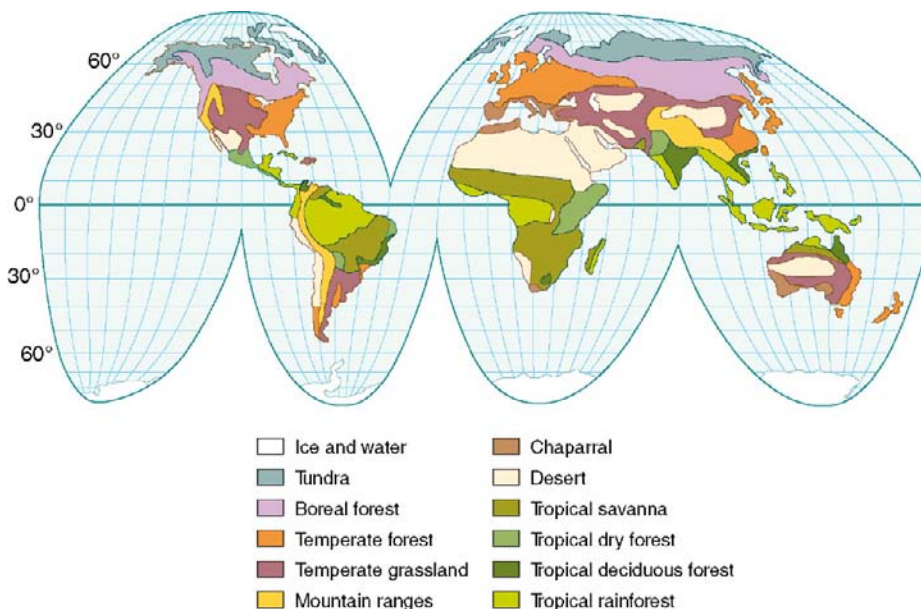 60°
30°
0°
30°
60°
Ice and water
Tundra
Boreal forest
Temperate forest
Temperate grassland
Mountain ranges
Chaparral
Desert
Tropical savanna
Tropical dry forest
Tropical deciduous forest
Tropical rainforest